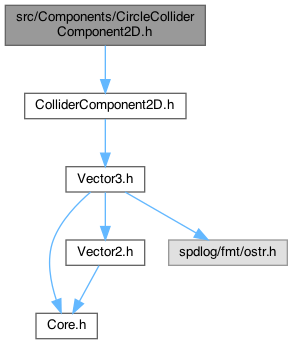 src/Components/CircleCollider
Component2D.h
ColliderComponent2D.h
Vector3.h
Vector2.h
spdlog/fmt/ostr.h
Core.h